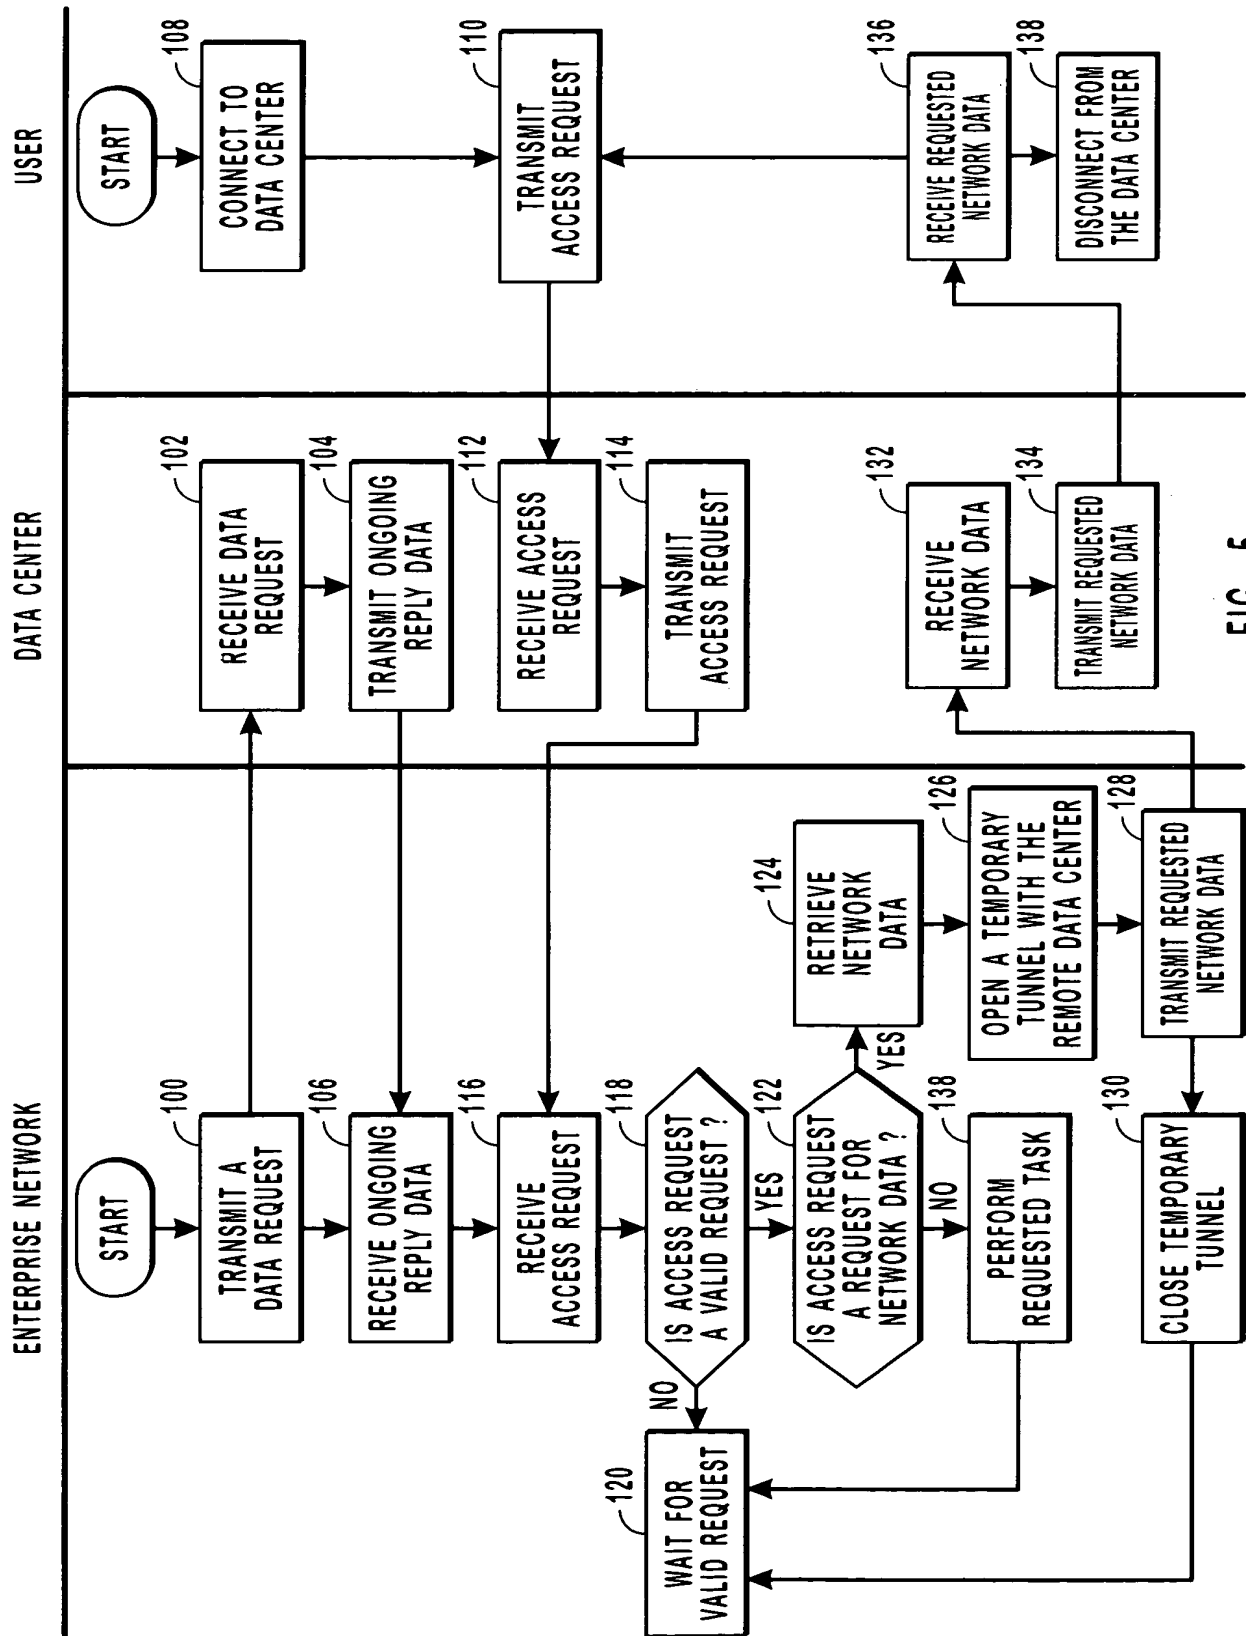 ENTERPRISE NETWORK
DATA CENTER
USER
START
100
TRANSMIT A
DATA REQUEST
106
RECEIVE ONGOING
REPLY DATA
116
RECEIVE
ACCESS REQUEST
118
IS ACCESS REQUEST
A VALID REQUEST ?
NO
YES
120
WAIT FOR
VALID REQUEST
122
IS ACCESS REQUEST
A REQUEST FOR
NETWORK DATA ?
YES
NO
124
RETRIEVE
NETWORK
DATA
126
OPEN A TEMPORARY
TUNNEL WITH THE
REMOTE DATA CENTER
138
PERFORM
REQUESTED TASK
128
TRANSMIT REQUESTED
NETWORK DATA
130
CLOSE TEMPORARY
TUNNEL
102
RECEIVE DATA
REQUEST
104
TRANSMIT ONGOING
REPLY DATA
112
RECEIVE ACCESS
REQUEST
114
TRANSMIT
ACCESS REQUEST
132
RECEIVE
NETWORK DATA
134
TRANSMIT REQUESTED
NETWORK DATA
START
108
CONNECT TO
DATA CENTER
110
TRANSMIT
ACCESS REQUEST
136
RECEIVE REQUESTED
NETWORK DATA
138
DISCONNECT FROM
THE DATA CENTER
FIG. 5